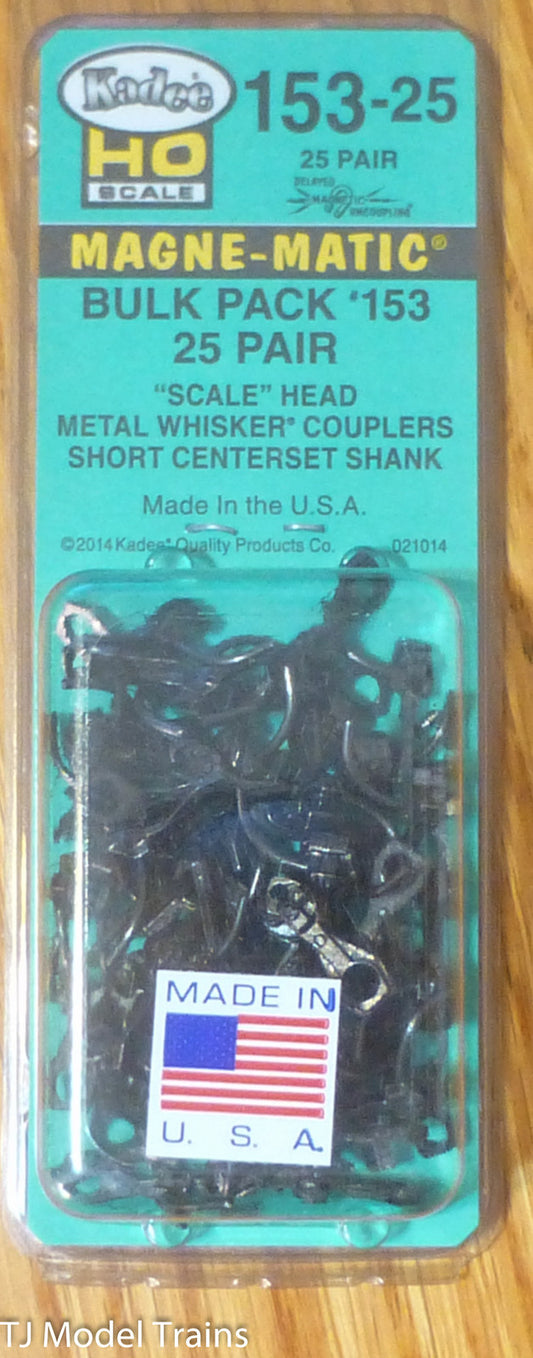 Kadee
HO
SCALE
153-25
25 PAIR
DELAYED
MAGNETIC
UNCOUPLING
MAGNE-MATIC®
BULK PACK #153
25 PAIR
“SCALE” HEAD
METAL WHISKER® COUPLERS
SHORT CENTERSET SHANK
Made In the U.S.A.
©2014 Kadee® Quality Products Co. 021014
MADE IN
U. S. A.
TJ Model Trains